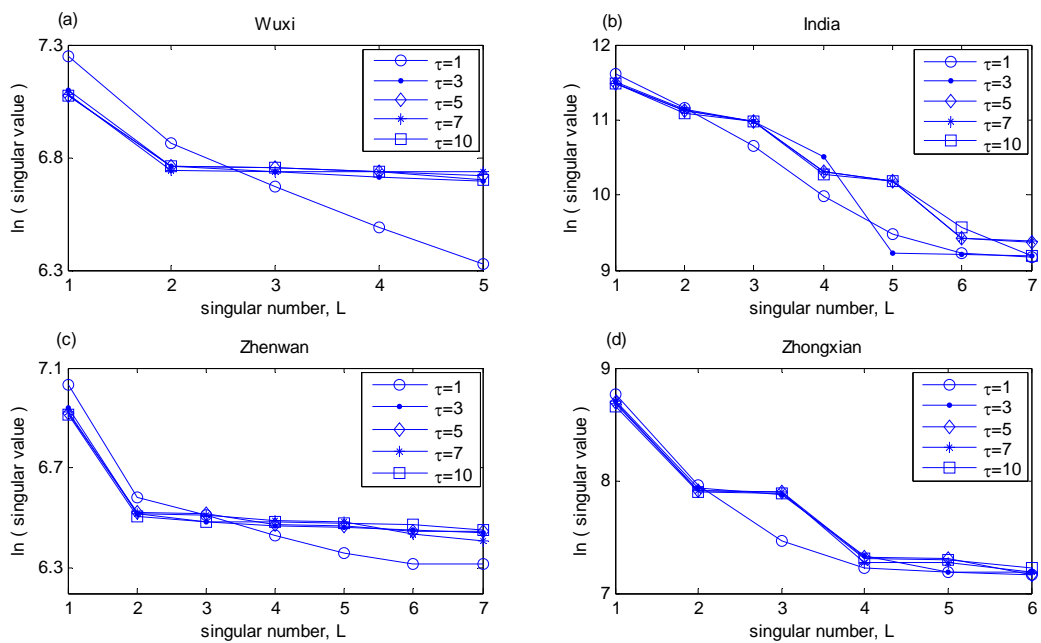 (a)
Wuxi
7.3
6.8
6.3
ln ( singular value )
1 2 3 4 5
singular number, L
τ=1
τ=3
τ=5
τ=7
τ=10
(b)
India
12
11
10
9
ln ( singular value )
1 2 3 4 5 6 7
singular number, L
τ=1
τ=3
τ=5
τ=7
τ=10
(c)
Zhenwan
7.1
6.7
6.3
ln ( singular value )
1 2 3 4 5 6 7
singular number, L
τ=1
τ=3
τ=5
τ=7
τ=10
(d)
Zhongxian
9
8
7
ln ( singular value )
1 2 3 4 5 6
singular number, L
τ=1
τ=3
τ=5
τ=7
τ=10